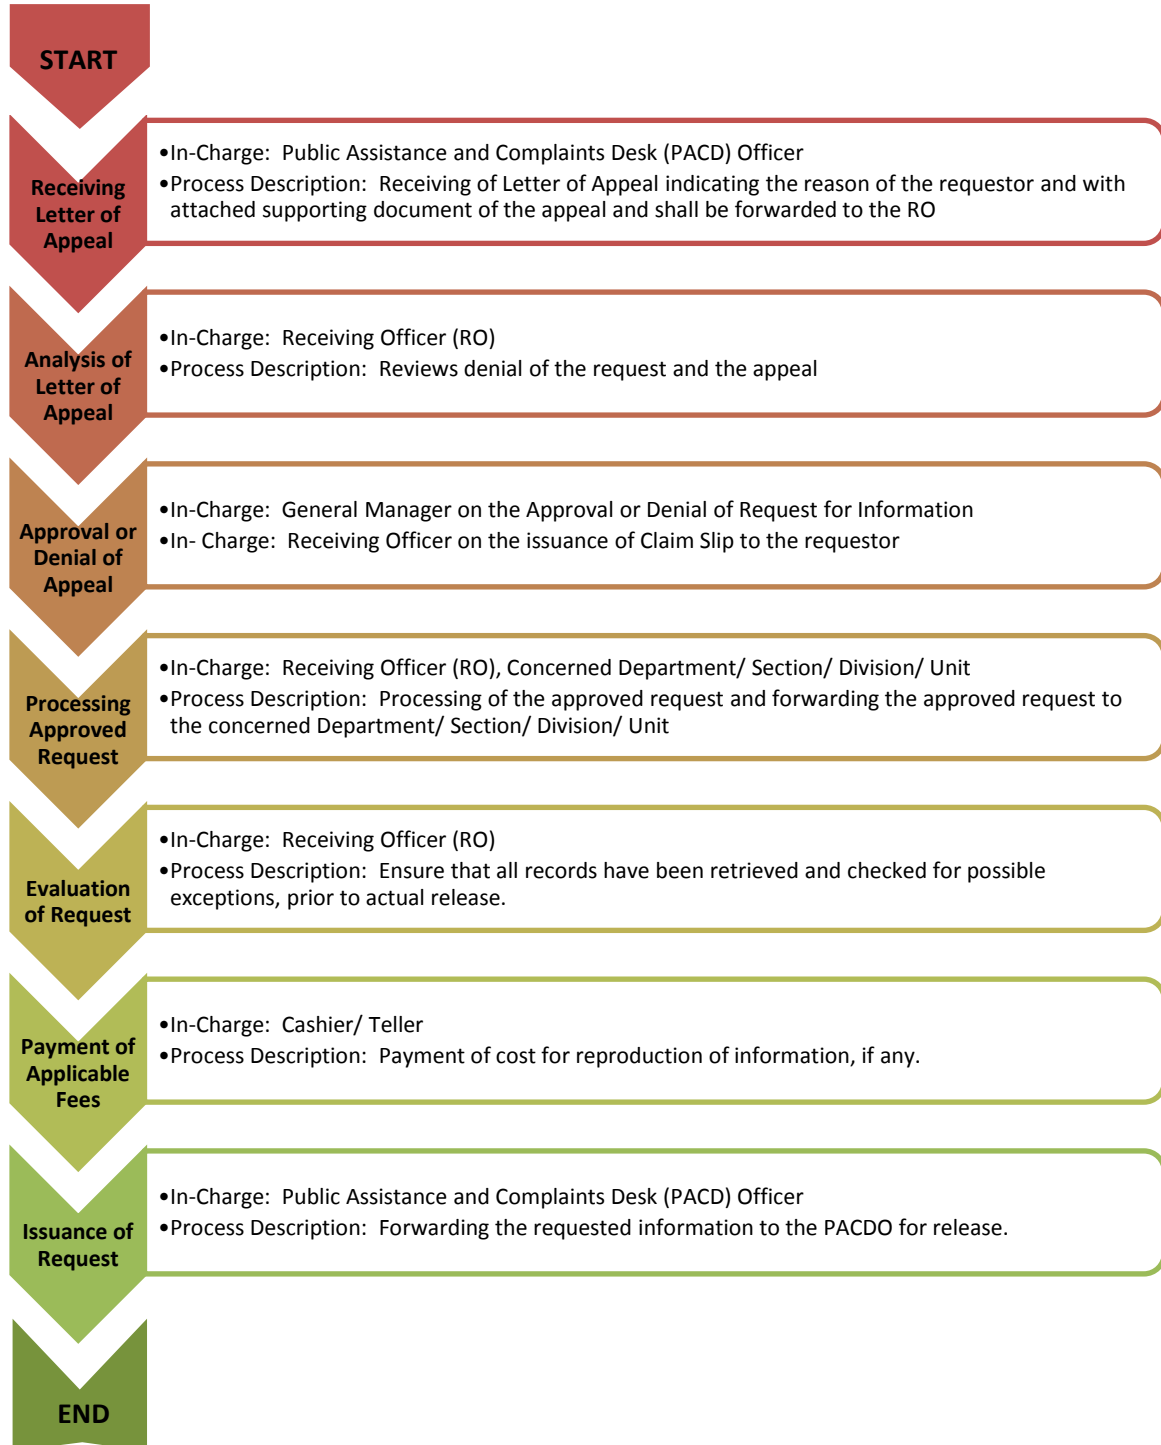 START
Receiving
Letter of
Appeal
•In-Charge: Public Assistance and Complaints Desk (PACD) Officer
•Process Description: Receiving of Letter of Appeal indicating the reason of the requestor and with
attached supporting document of the appeal and shall be forwarded to the RO
Analysis of
Letter of
Appeal
•In-Charge: Receiving Officer (RO)
•Process Description: Reviews denial of the request and the appeal
Approval or
Denial of
Appeal
•In-Charge: General Manager on the Approval or Denial of Request for Information
•In- Charge: Receiving Officer on the issuance of Claim Slip to the requestor
Processing
Approved
Request
•In-Charge: Receiving Officer (RO), Concerned Department/ Section/ Division/ Unit
•Process Description: Processing of the approved request and forwarding the approved request to
the concerned Department/ Section/ Division/ Unit
Evaluation
of Request
•In-Charge: Receiving Officer (RO)
•Process Description: Ensure that all records have been retrieved and checked for possible
exceptions, prior to actual release.
Payment of
Applicable
Fees
•In-Charge: Cashier/ Teller
•Process Description: Payment of cost for reproduction of information, if any.
Issuance of
Request
•In-Charge: Public Assistance and Complaints Desk (PACD) Officer
•Process Description: Forwarding the requested information to the PACDO for release.
END